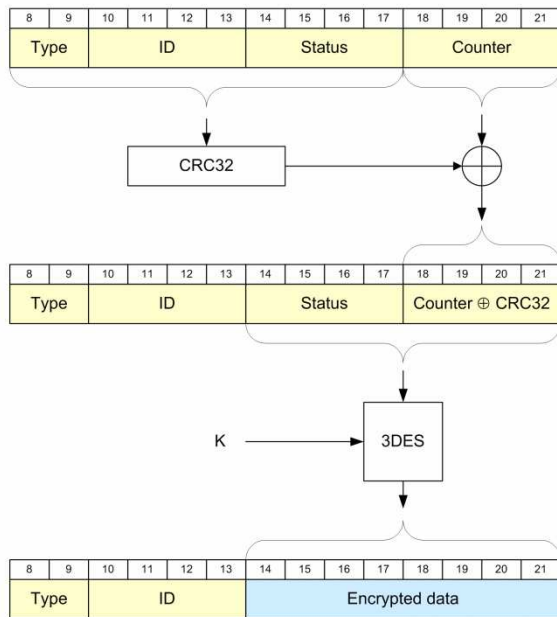 8 9 10 11 12 13 14 15 16 17 18 19 20 21
Type ID Status Counter
CRC32
8 9 10 11 12 13 14 15 16 17 18 19 20 21
Type ID Status Counter ⊕ CRC32
K 3DES
8 9 10 11 12 13 14 15 16 17 18 19 20 21
Type ID Encrypted data